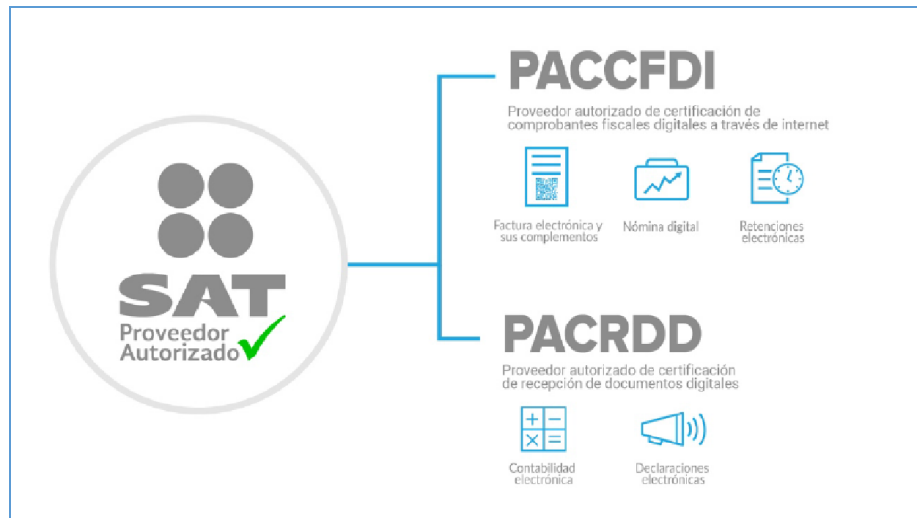 SAT
Proveedor
Autorizado
PACCFDI
Proveedor autorizado de certificación de
comprobantes fiscales digitales a través de internet
Factura electrónica y
sus complementos
Nómina digital
Retenciones
electrónicas
PACRDD
Proveedor autorizado de certificación
de recepción de documentos digitales
Contabilidad
electrónica
Declaraciones
electrónicas